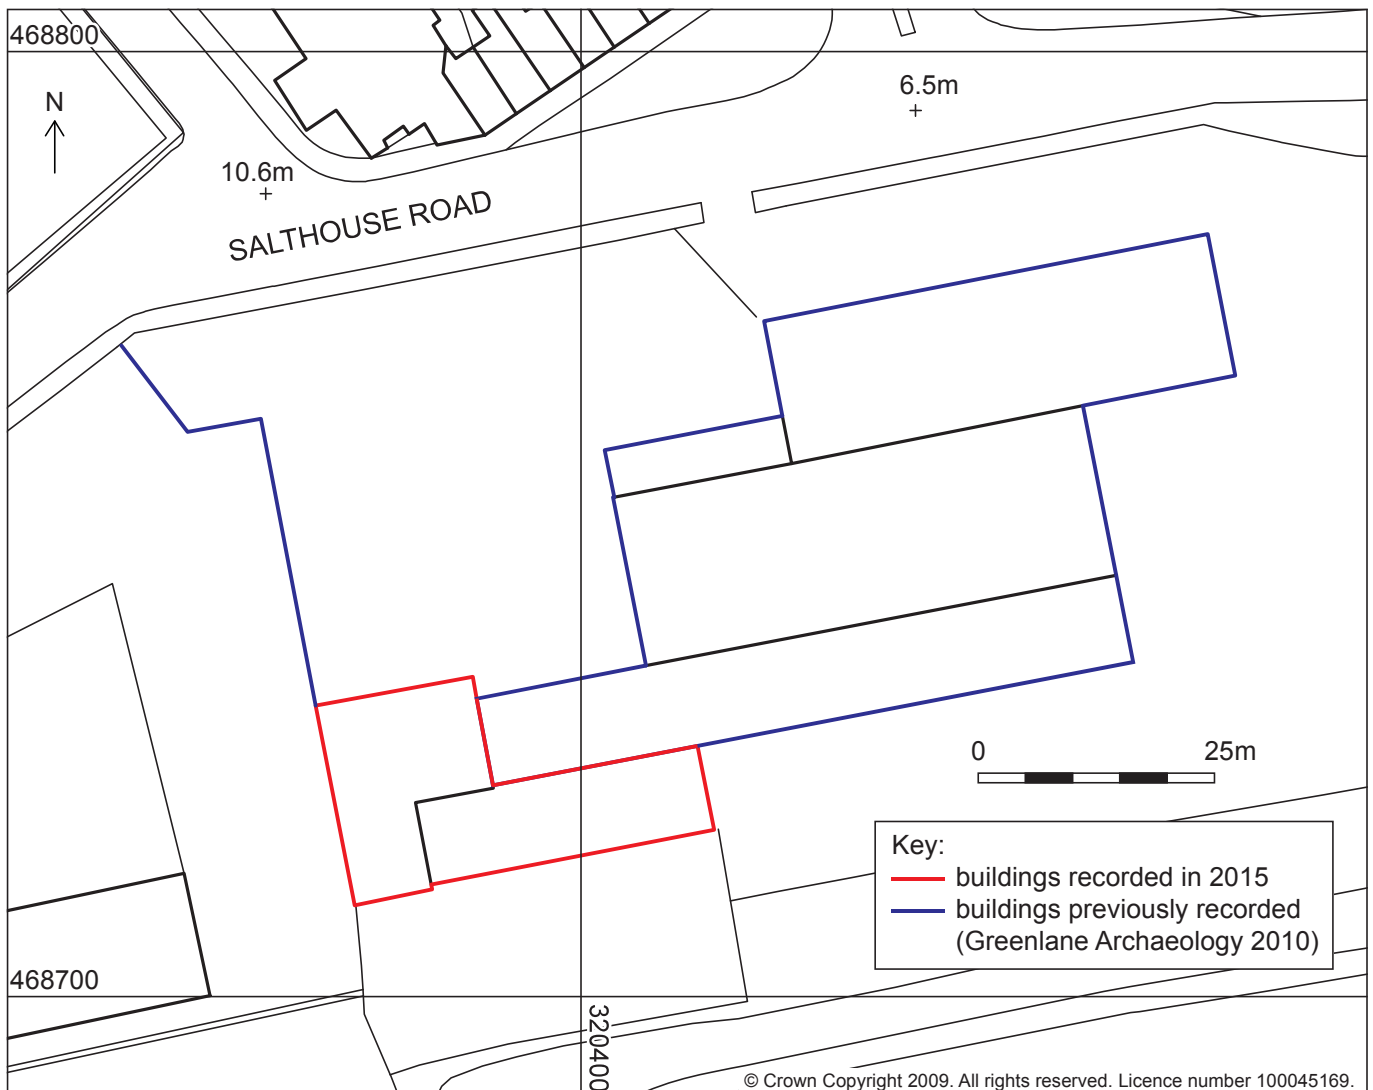 468800
N
6.5m
10.6m
SALTHOUSE ROAD
0 25m
Key:
buildings recorded in 2015
buildings previously recorded
(Greenlane Archaeology 2010)
468700
320400
© Crown Copyright 2009. All rights reserved. Licence number 100045169.